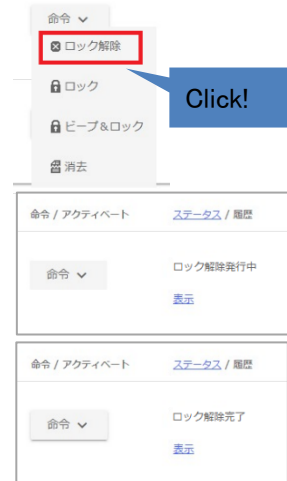 命令
ロック解除
ロック
ビープ&ロック
消去
Click!
命令 / アクティベート ステータス / 履歴
命令 ロック解除発行中
表示
命令 / アクティベート ステータス / 履歴
命令 ロック解除完了
表示